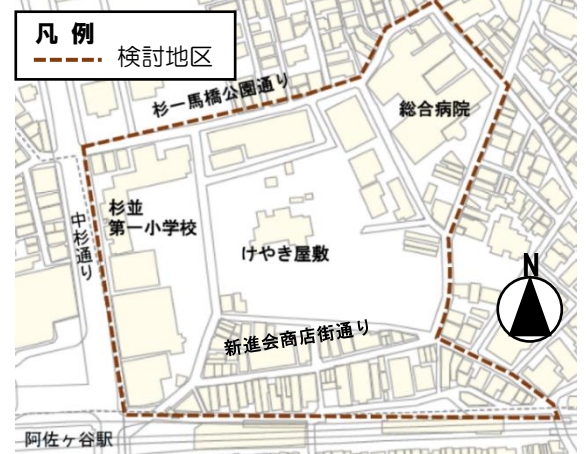 凡 例
検討地区
杉一馬橋公園通り
総合病院
杉並
第一小学校
中杉通り
けやき屋敷
N
新進会商店街通り
阿佐ヶ谷駅